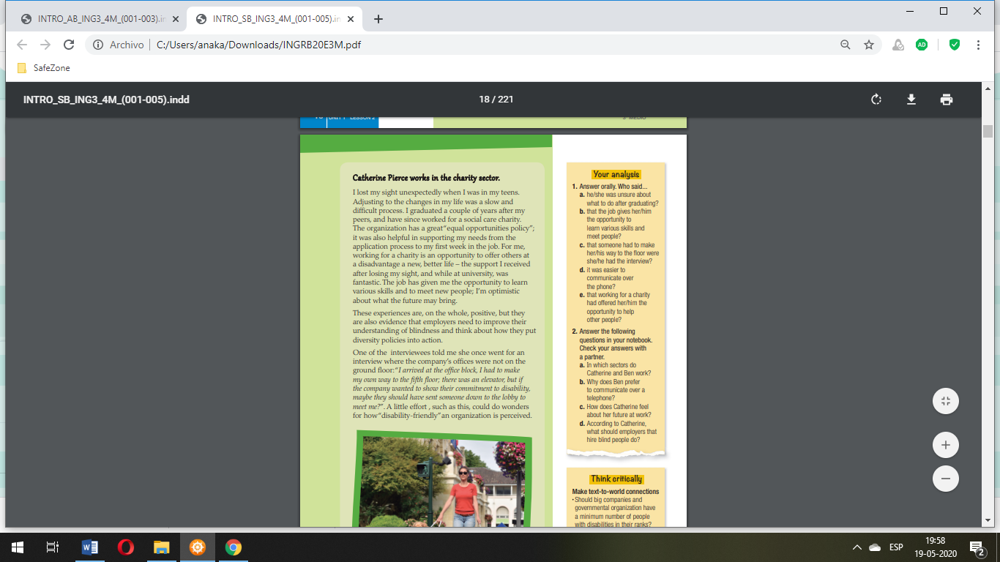 INTRO_AB_ING3_4M_(001-003).in
INTRO_SB_ING3_4M_(001-005).in
Archivo
C:/Users/anaka/Downloads/INGRB20E3M.pdf
AD
SafeZone
INTRO_SB_ING3_4M_(001-005).indd
18 / 221
UNIT 1 LESSON 2
3° MEDIO
Catherine Pierce works in the charity sector.
I lost my sight unexpectedly when I was in my teens.
Adjusting to the changes in my life was a slow and
difficult process. I graduated a couple of years after my
peers, and have since worked for a social care charity.
The organization has a great "equal opportunities policy";
it was also helpful in supporting my needs from the
application process to my first week in the job. For me,
working for a charity is an opportunity to offer others at
a disadvantage a new, better life – the support I received
after losing my sight, and while at university, was
fantastic. The job has given me the opportunity to learn
various skills and to meet new people; I'm optimistic
about what the future may bring.
These experiences are, on the whole, positive, but they
are also evidence that employers need to improve their
understanding of blindness and think about how they put
diversity policies into action.
One of the interviewees told me she once went for an
interview where the company's offices were not on the
ground floor: "I arrived at the office block, I had to make
my own way to the fifth floor; there was an elevator, but if
the company wanted to show their commitment to disability,
maybe they should have sent someone down to the lobby to
meet me?". A little effort , such as this, could do wonders
for how "disability-friendly" an organization is perceived.
Your analysis
1. Answer orally. Who said...
a. he/she was unsure about
what to do after graduating?
b. that the job gives her/him
the opportunity to
learn various skills and
meet people?
c. that someone had to make
her/his way to the floor were
she/he had the interview?
d. it was easier to
communicate over
the phone?
e. that working for a charity
had offered her/him the
opportunity to help
other people?
2. Answer the following
questions in your notebook.
Check your answers with
a partner.
a. In which sectors do
Catherine and Ben work?
b. Why does Ben prefer
to communicate over a
telephone?
c. How does Catherine feel
about her future at work?
d. According to Catherine,
what should employers that
hire blind people do?
Think critically
Make text-to-world connections
• Should big companies and
governmental organization have
a minimum number of people
with disabilities in their ranks?
ESP
19:58
19-05-2020
2